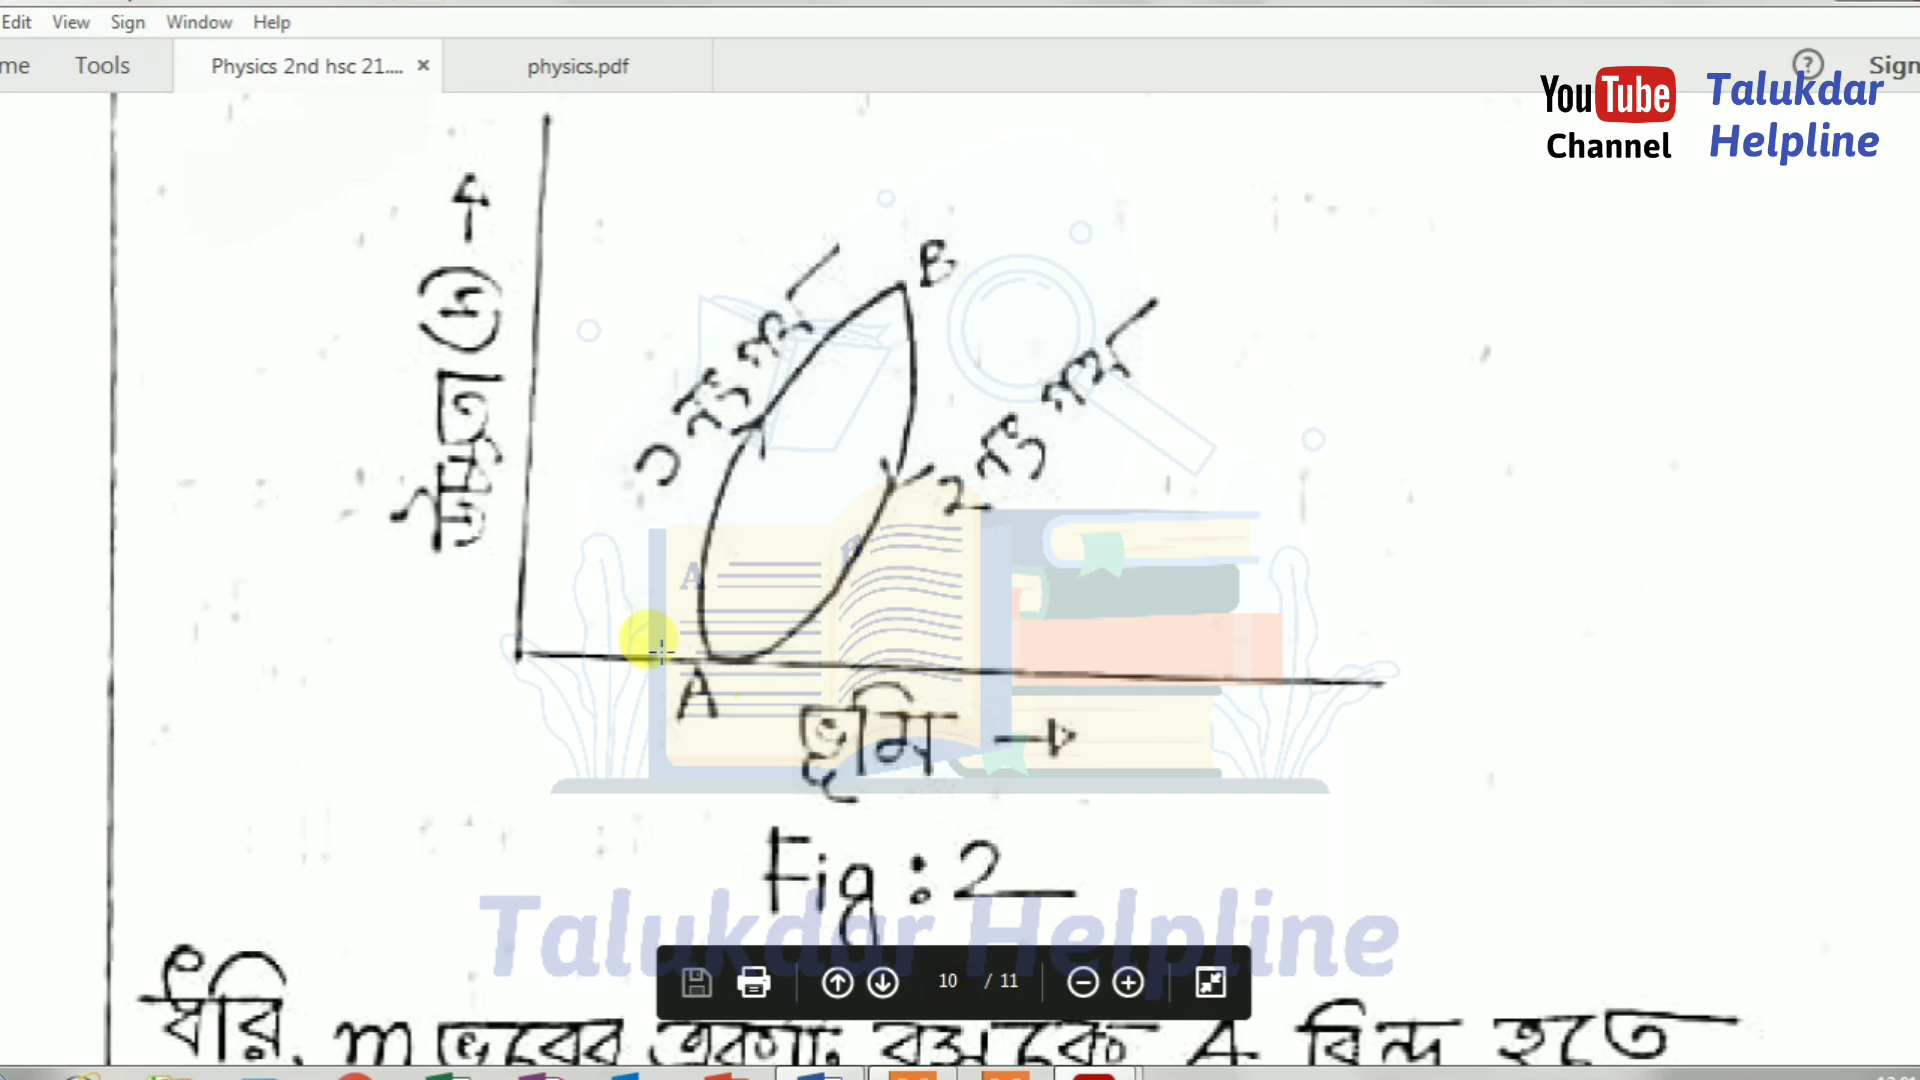 Edit View Sign Window Help
me Tools Physics 2nd hsc 21.... × physics.pdf ? Sign
YouTube Talukdar
Channel Helpline
উচ্চতা (h)
B
১ নং পথ
2 নং পথ
A
ভূমি
Fig : 2
Talukdar Helpline
10 / 11
ধরি, m ভরের একটা বস্তুকে A বিন্দু হতে